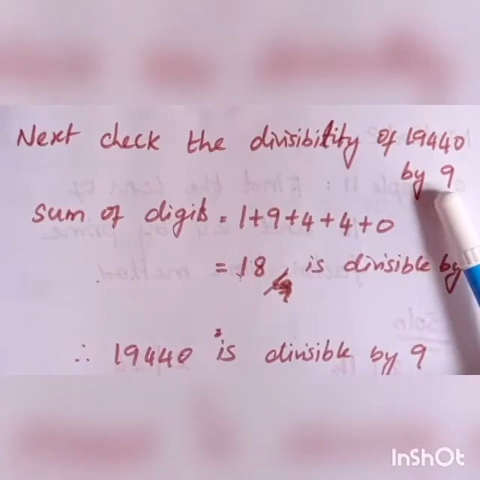 Next check the divisibility of 19440
by 9
Sum of digits = 1+9+4+4+0
= 18 is divisible by
∴ 19440 is divisible by 9
InShOt